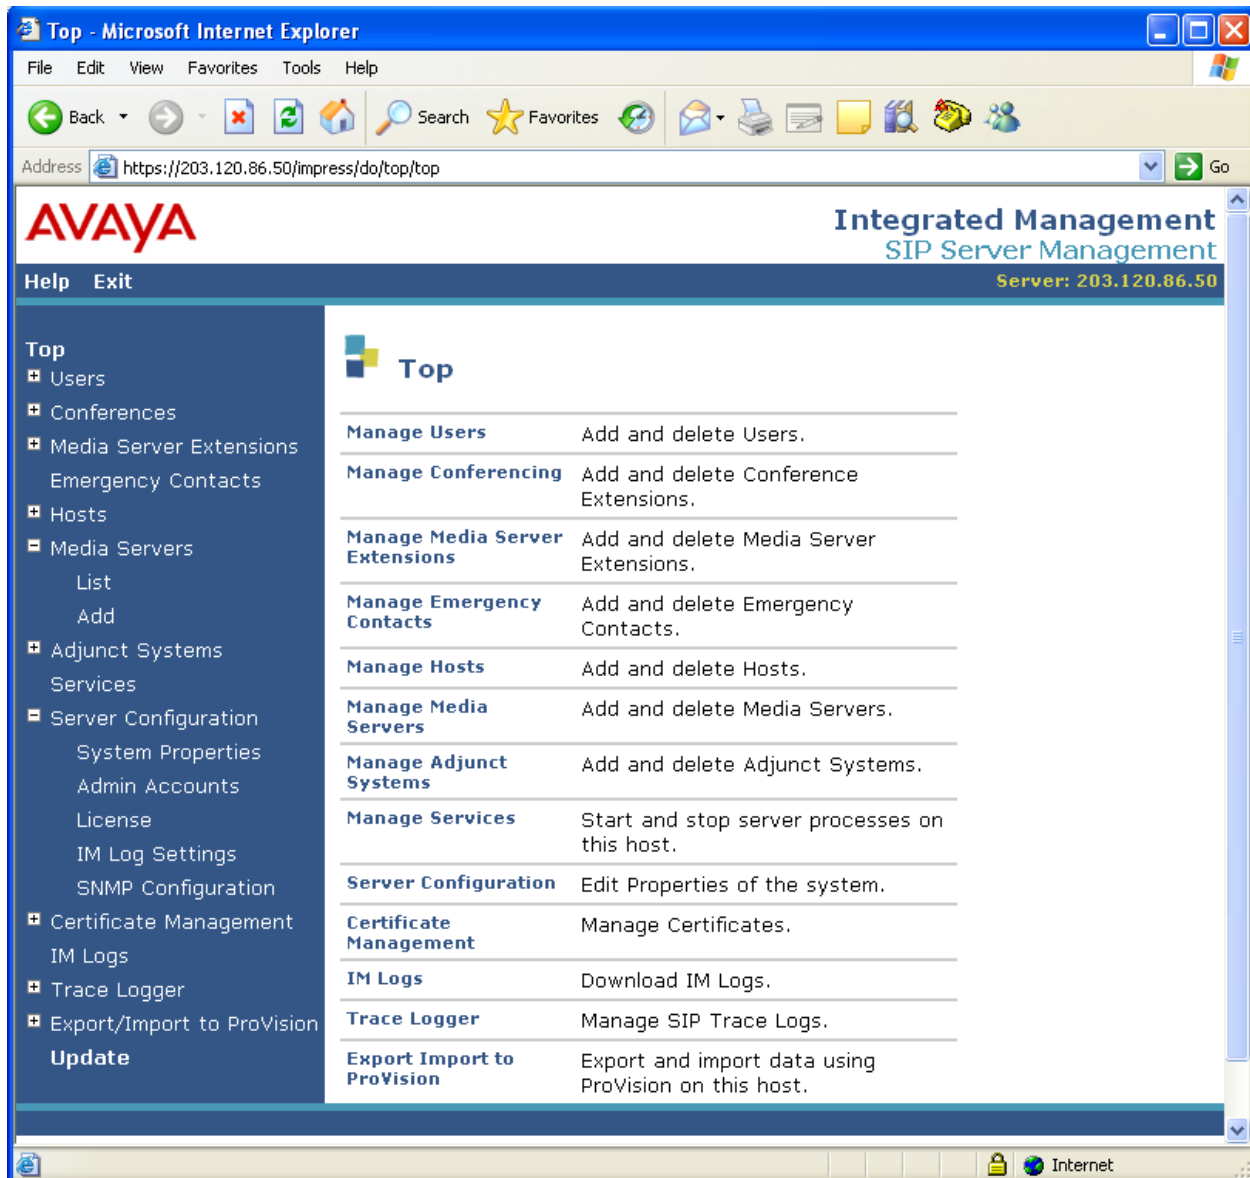 Top - Microsoft Internet Explorer
File Edit View Favorites Tools Help
Back Search Favorites
Address https://203.120.86.50/impress/do/top/top Go
AVAYA
Integrated Management
SIP Server Management
Help Exit
Server: 203.120.86.50
Top
Users
Conferences
Media Server Extensions
Emergency Contacts
Hosts
Media Servers
List
Add
Adjunct Systems
Services
Server Configuration
System Properties
Admin Accounts
License
IM Log Settings
SNMP Configuration
Certificate Management
IM Logs
Trace Logger
Export/Import to ProVision
Update
Top
Manage Users Add and delete Users.
Manage Conferencing Add and delete Conference
Extensions.
Manage Media Server Add and delete Media Server
Extensions Extensions.
Manage Emergency Add and delete Emergency
Contacts Contacts.
Manage Hosts Add and delete Hosts.
Manage Media Add and delete Media Servers.
Servers
Manage Adjunct Add and delete Adjunct Systems.
Systems
Manage Services Start and stop server processes on
this host.
Server Configuration Edit Properties of the system.
Certificate Manage Certificates.
Management
IM Logs Download IM Logs.
Trace Logger Manage SIP Trace Logs.
Export Import to Export and import data using
ProVision ProVision on this host.
Internet